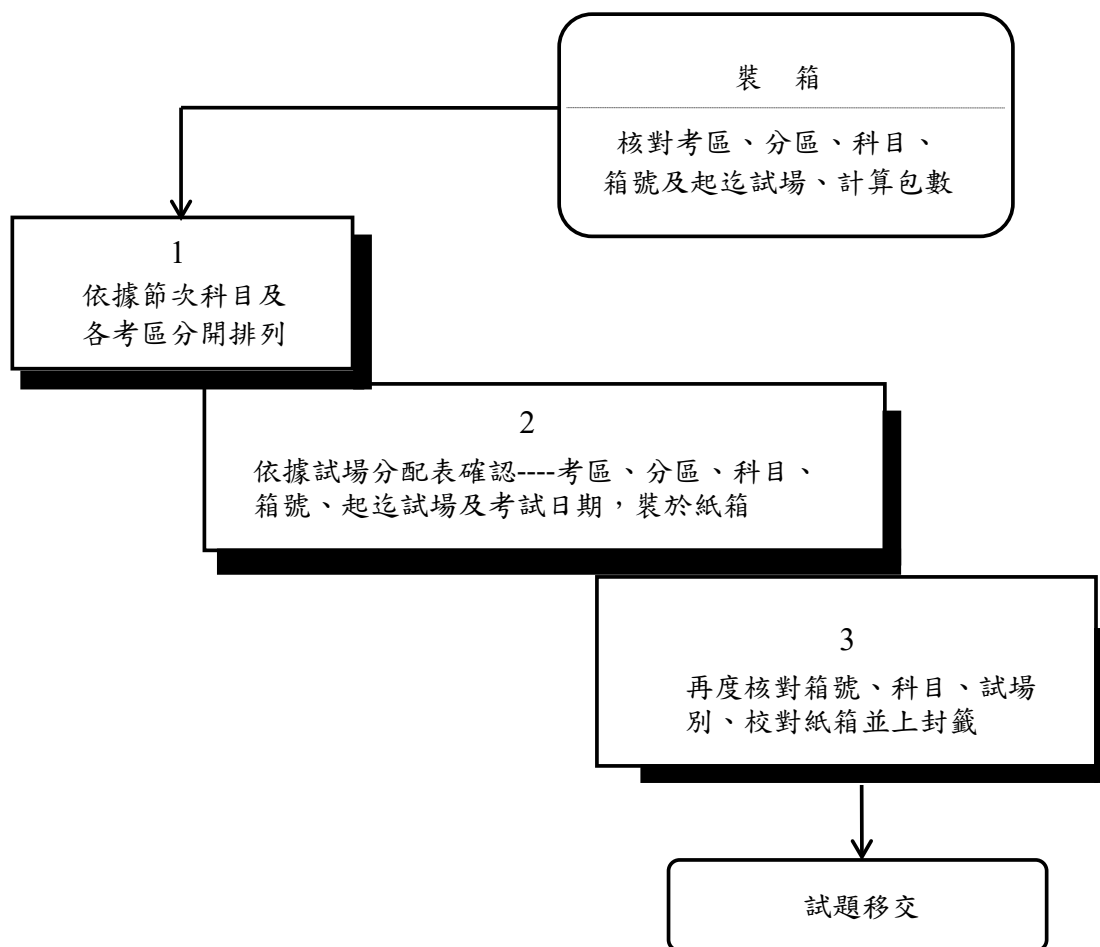 裝 箱
核對考區、分區、科目、
箱號及起迄試場、計算包數
1
依據節次科目及
各考區分開排列
2
依據試場分配表確認----考區、分區、科目、
箱號、起迄試場及考試日期，裝於紙箱
3
再度核對箱號、科目、試場
別、校對紙箱並上封籤
試題移交